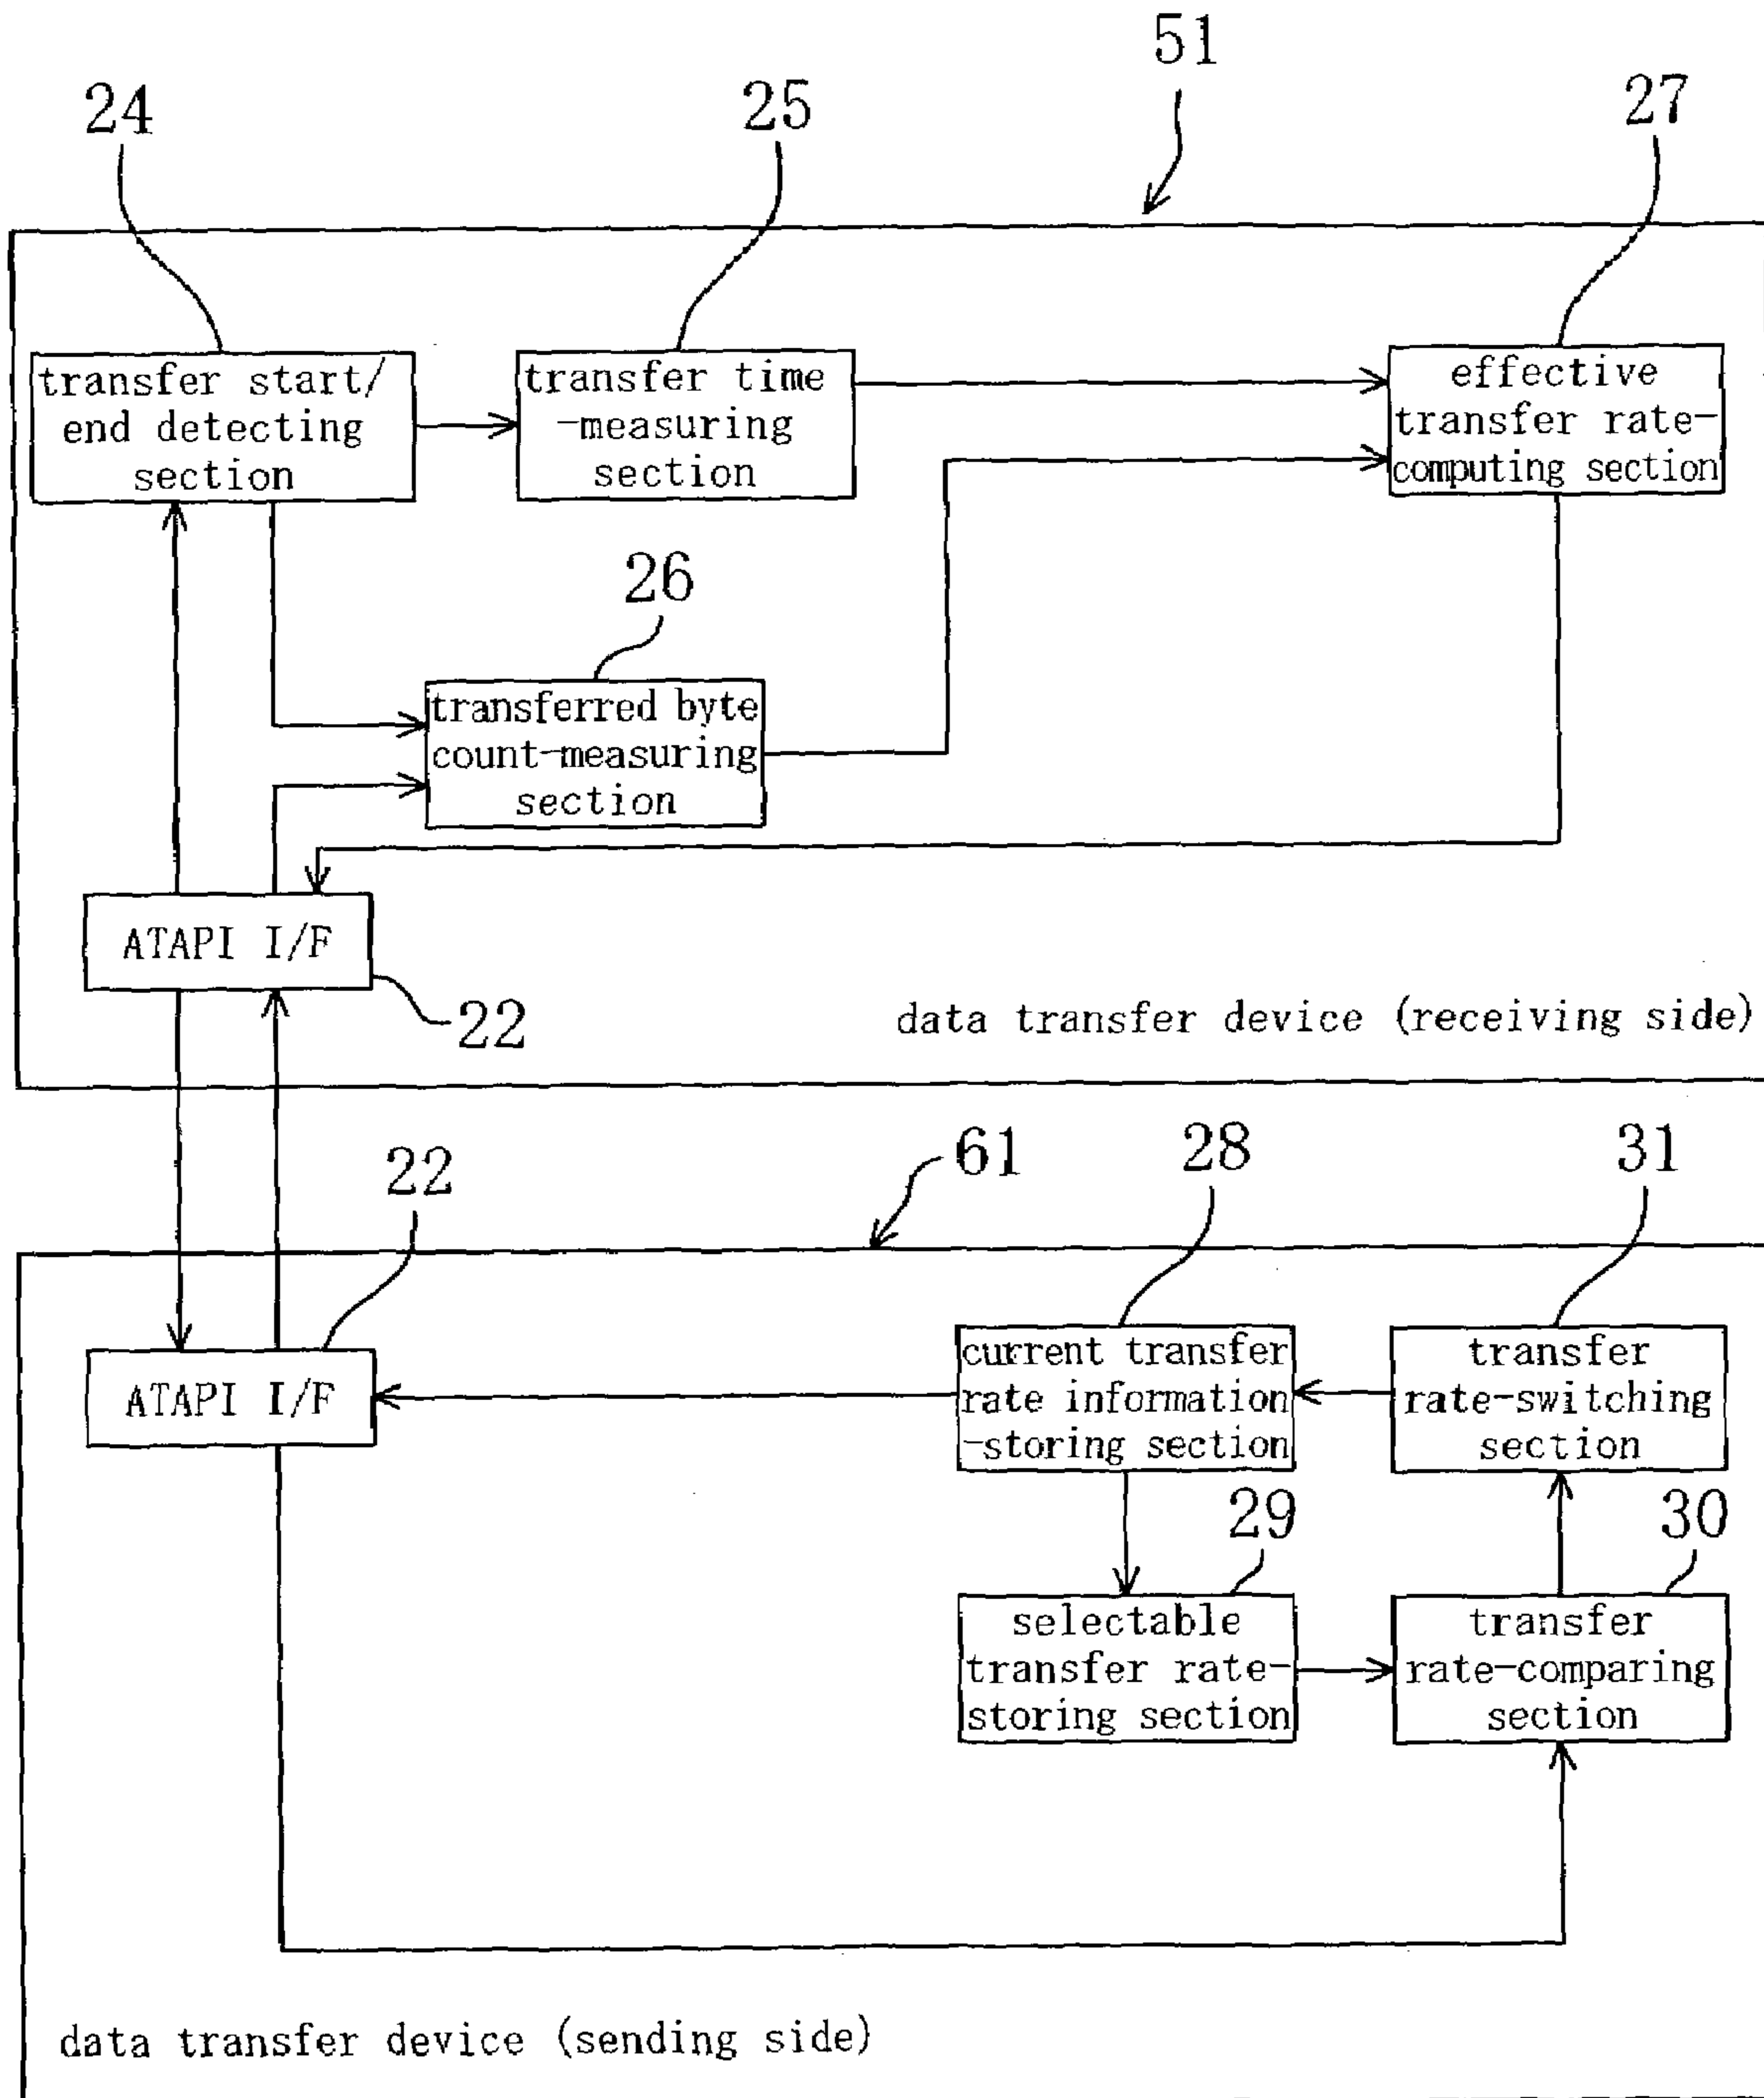 51
24
25
27
transfer start/
end detecting
section
transfer time
-measuring
section
effective
transfer rate-
computing section
26
transferred byte
count-measuring
section
ATAPI I/F
22
data transfer device (receiving side)
61
28
31
22
ATAPI I/F
current transfer
rate information
-storing section
transfer
rate-switching
section
29
30
selectable
transfer rate-
storing section
transfer
rate-comparing
section
data transfer device (sending side)